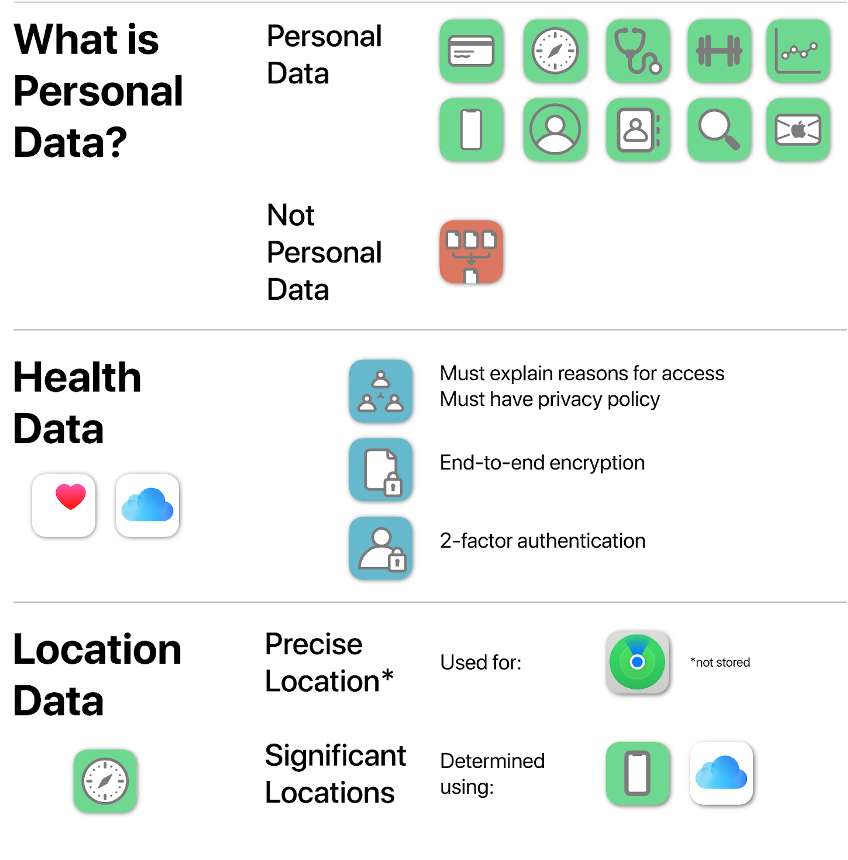 What is
Personal
Data?
Personal
Data
Not
Personal
Data
Health
Data
Must explain reasons for access
Must have privacy policy
End-to-end encryption
2-factor authentication
Location
Data
Precise
Location*
Used for:
*not stored
Significant
Locations
Determined
using: